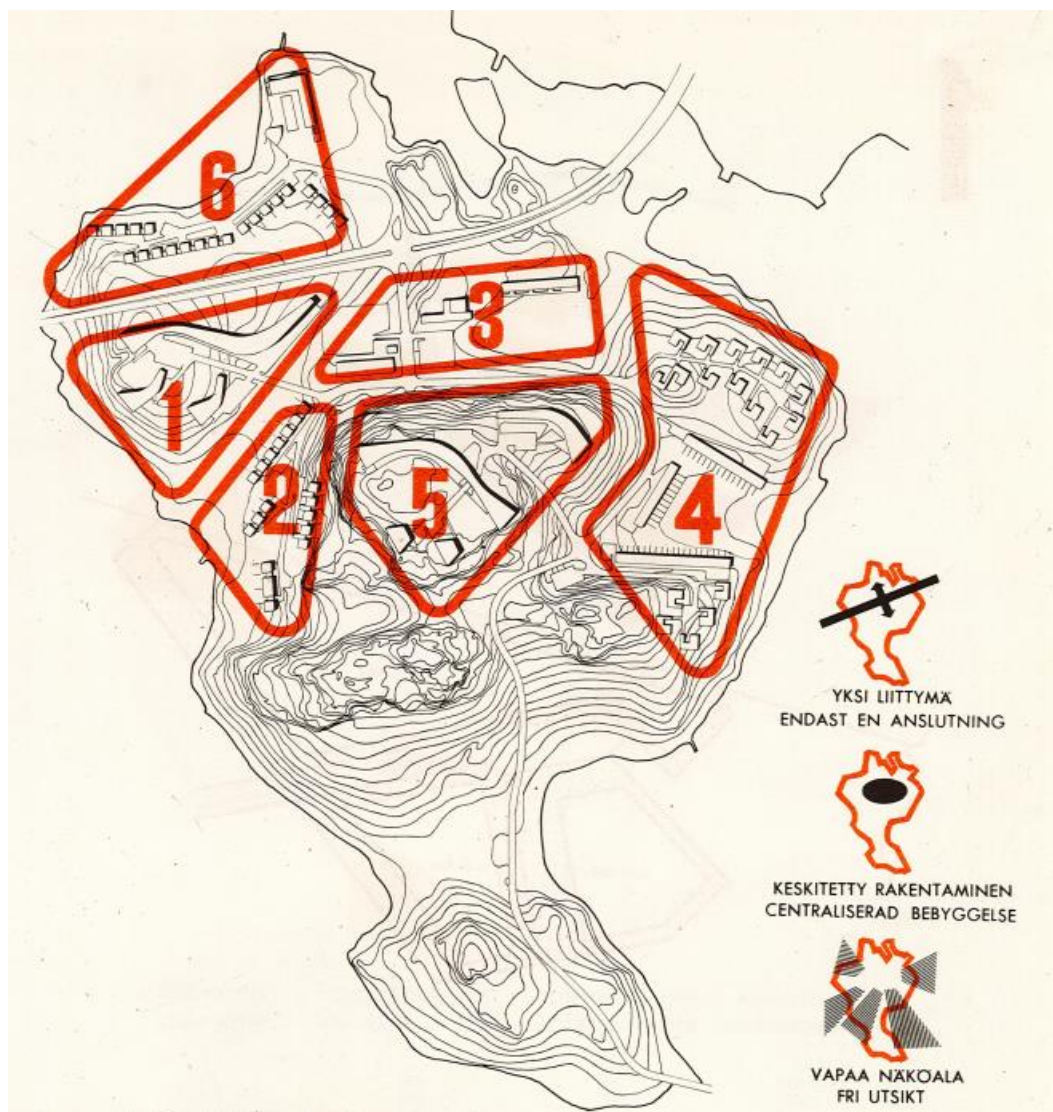 6
3
1
2
5
4
YKSI LIITTYMÄ
ENDAST EN ANSLUTNING
KESKITETTY RAKENTAMINEN
CENTRALISERAD BEBYGGELSE
VAPAA NÄKÖALA
FRI UTSIKT